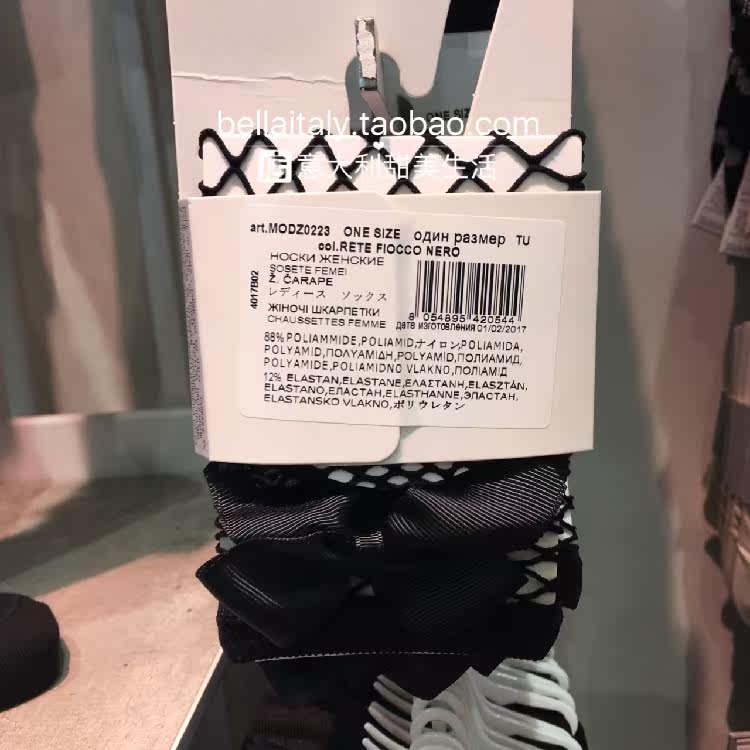 ONE SIZE
bellaitaly.taobao.com
意大利甜美生活
art.MODZ0223 ONE SIZE один размер TU
col.RETE FIOCCO NERO
НОСКИ ЖЕНСКИЕ
SOSETE FEMEI
Ž. ČARAPE
レディース ソックス
ЖІНОЧІ ШКАРПЕТКИ
CHAUSSETTES FEMME
4017B02
8 054895 420544
дата изготовления 01/02/2017
88% POLIAMMIDE,POLIAMID,ナイロン,POLIAMIDA,
POLYAMID,ΠΟΛΥΑΜΙΔΗ,POLYAMID,ПОЛИАМИД,
POLYAMIDE,POLIAMIDNO VLAKNO,ПОЛІАМІД
12% ELASTAN,ELASTANE,ΕΛΑΣΤΑΝΗ,ELASZTÁN,
ELASTANO,ЕЛАСТАН,ELASTHANNE,ЭЛАСТАН,
ELASTANSKO VLAKNO,ポリウレタン